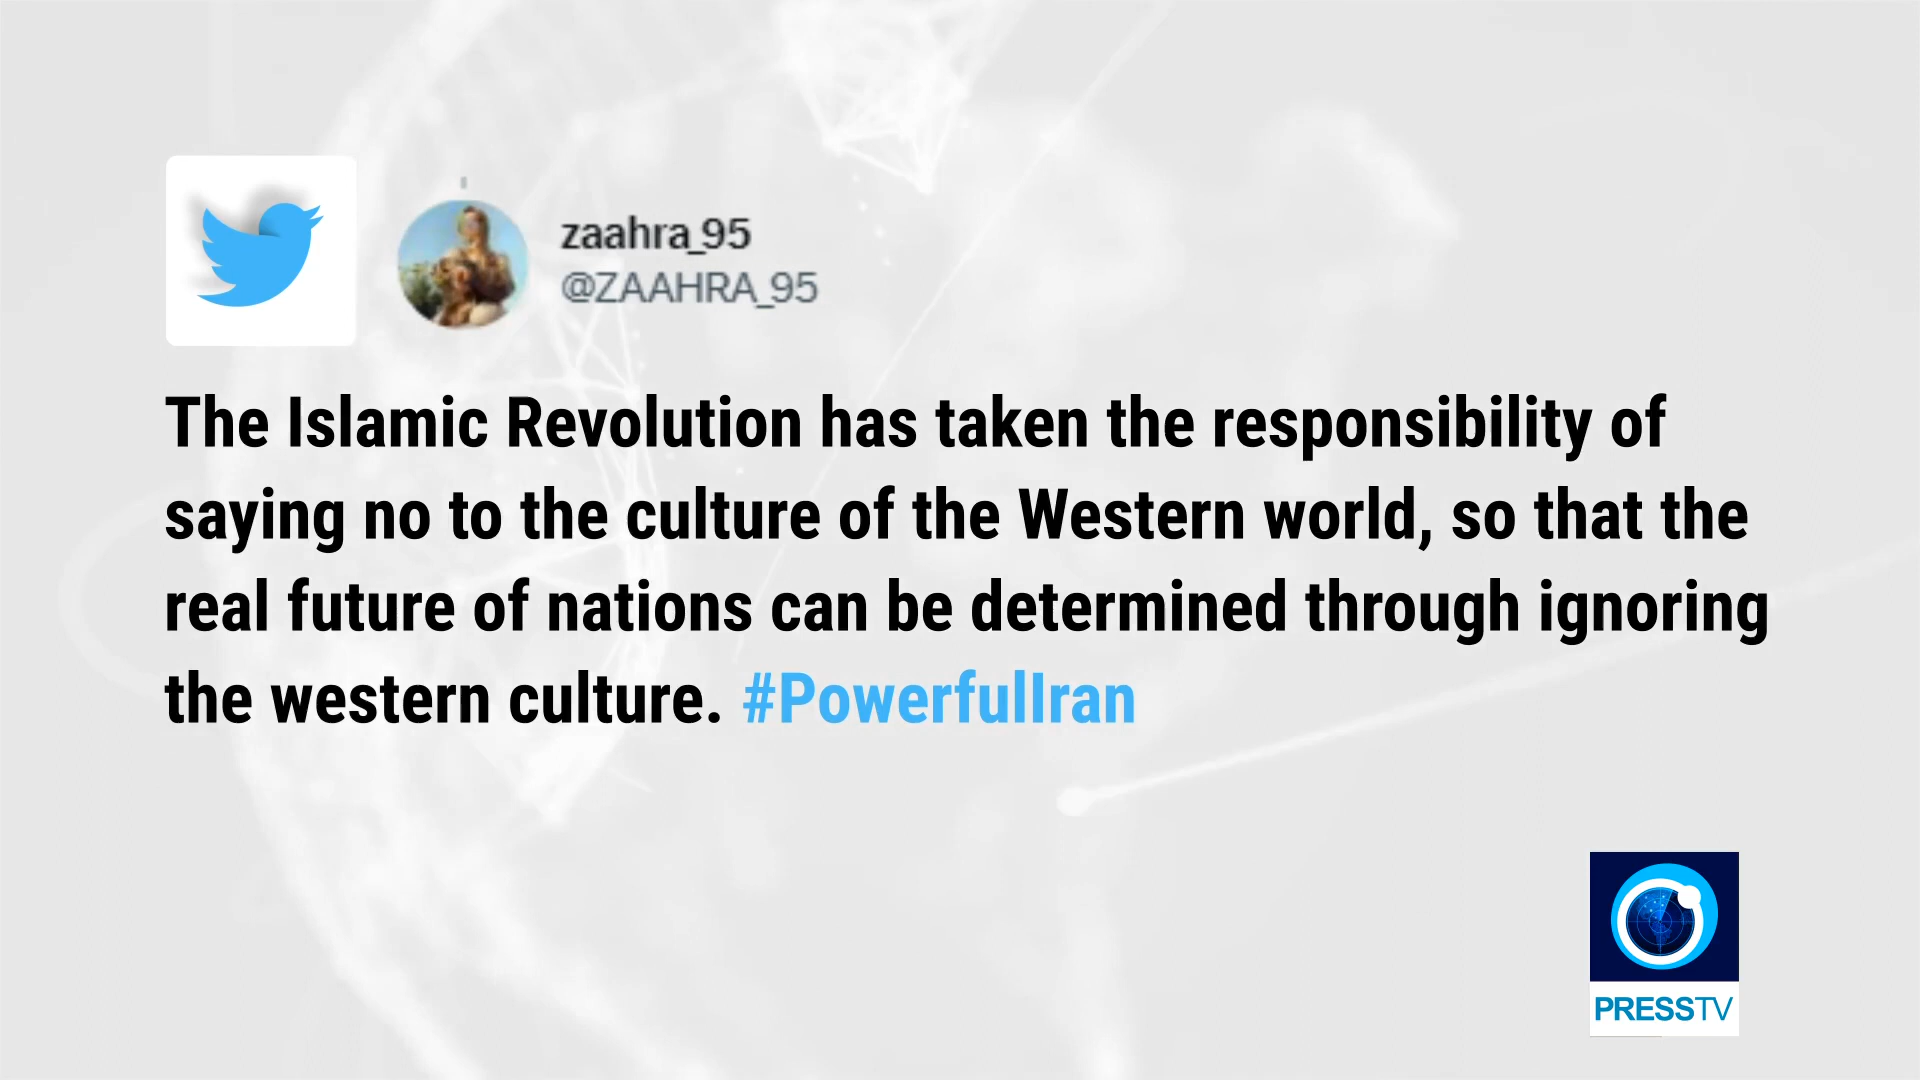 zaahra_95
@ZAAHRA_95
The Islamic Revolution has taken the responsibility of
saying no to the culture of the Western world, so that the
real future of nations can be determined through ignoring
the western culture. #PowerfulIran
PRESSTV